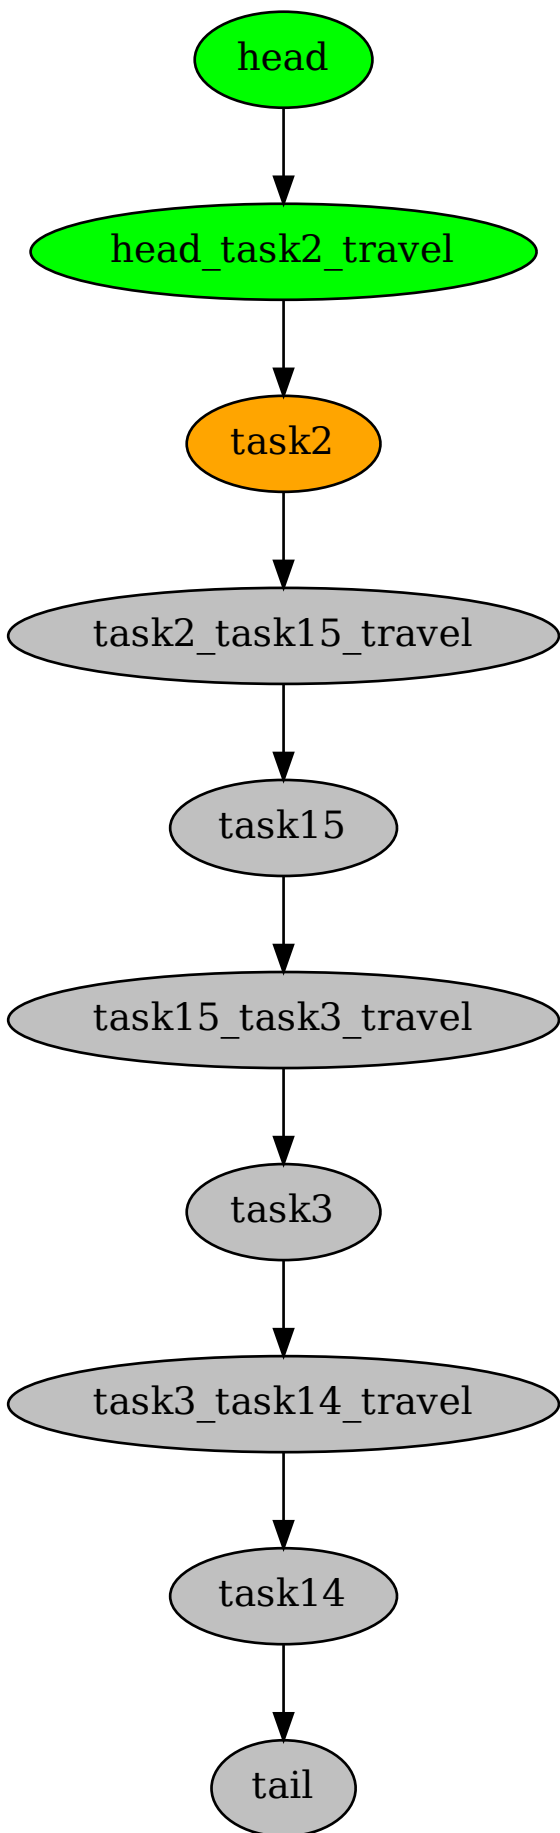 head
head_task2_travel
task2
task2_task15_travel
task15
task15_task3_travel
task3
task3_task14_travel
task14
tail